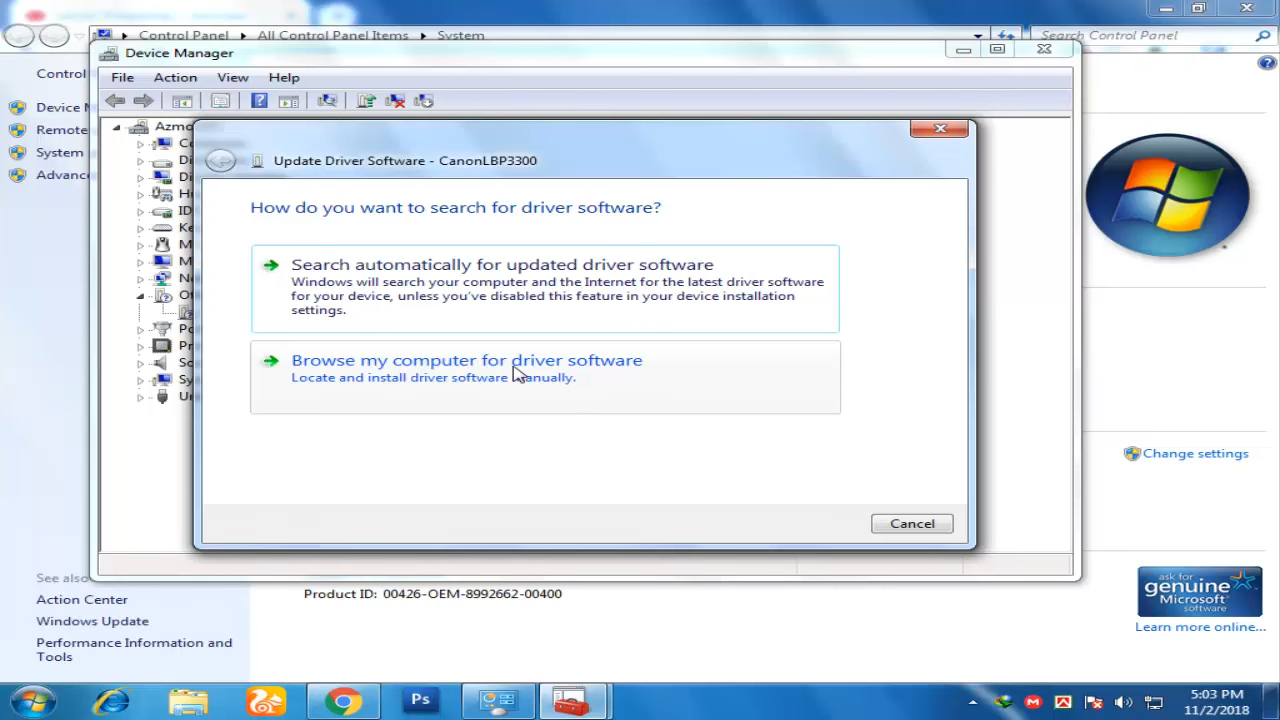 Control Panel All Control Panel Items System
Search Control Panel
Device Manager
File Action View Help
Control
Device
Remote
System
Advanc
Azmo
Update Driver Software - CanonLBP3300
How do you want to search for driver software?
Search automatically for updated driver software
Windows will search your computer and the Internet for the latest driver software
for your device, unless you've disabled this feature in your device installation
settings.
Browse my computer for driver software
Locate and install driver software manually.
Cancel
Change settings
See also
Action Center
Windows Update
Performance Information and
Tools
Product ID: 00426-OEM-8992662-00400
ask for
genuine
Microsoft
software
Learn more online...
Ps
5:03 PM
11/2/2018